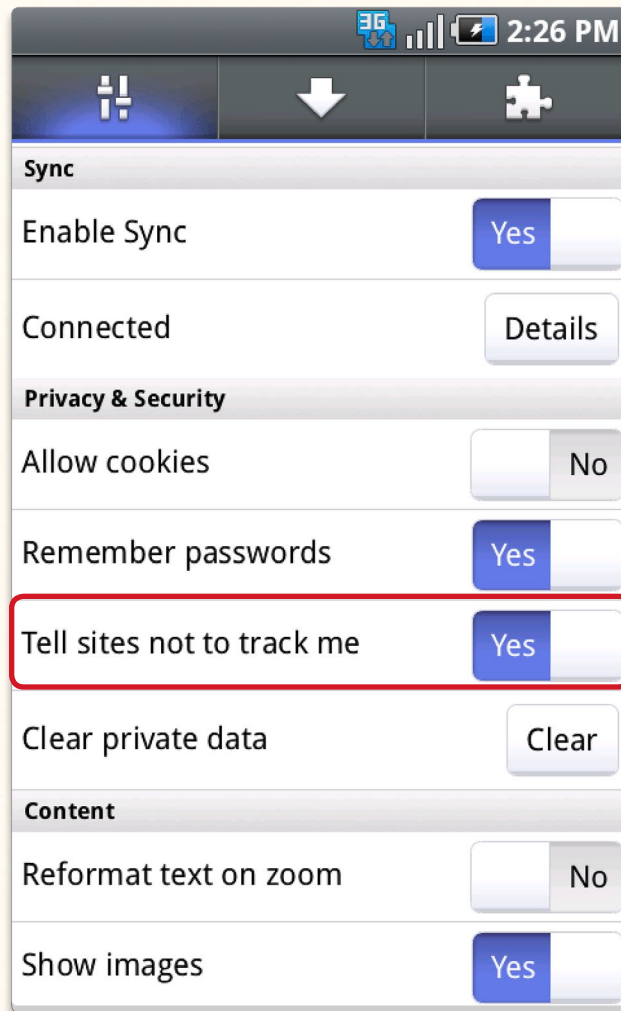 3G 2:26 PM
Sync
Enable Sync Yes
Connected Details
Privacy & Security
Allow cookies No
Remember passwords Yes
Tell sites not to track me Yes
Clear private data Clear
Content
Reformat text on zoom No
Show images Yes